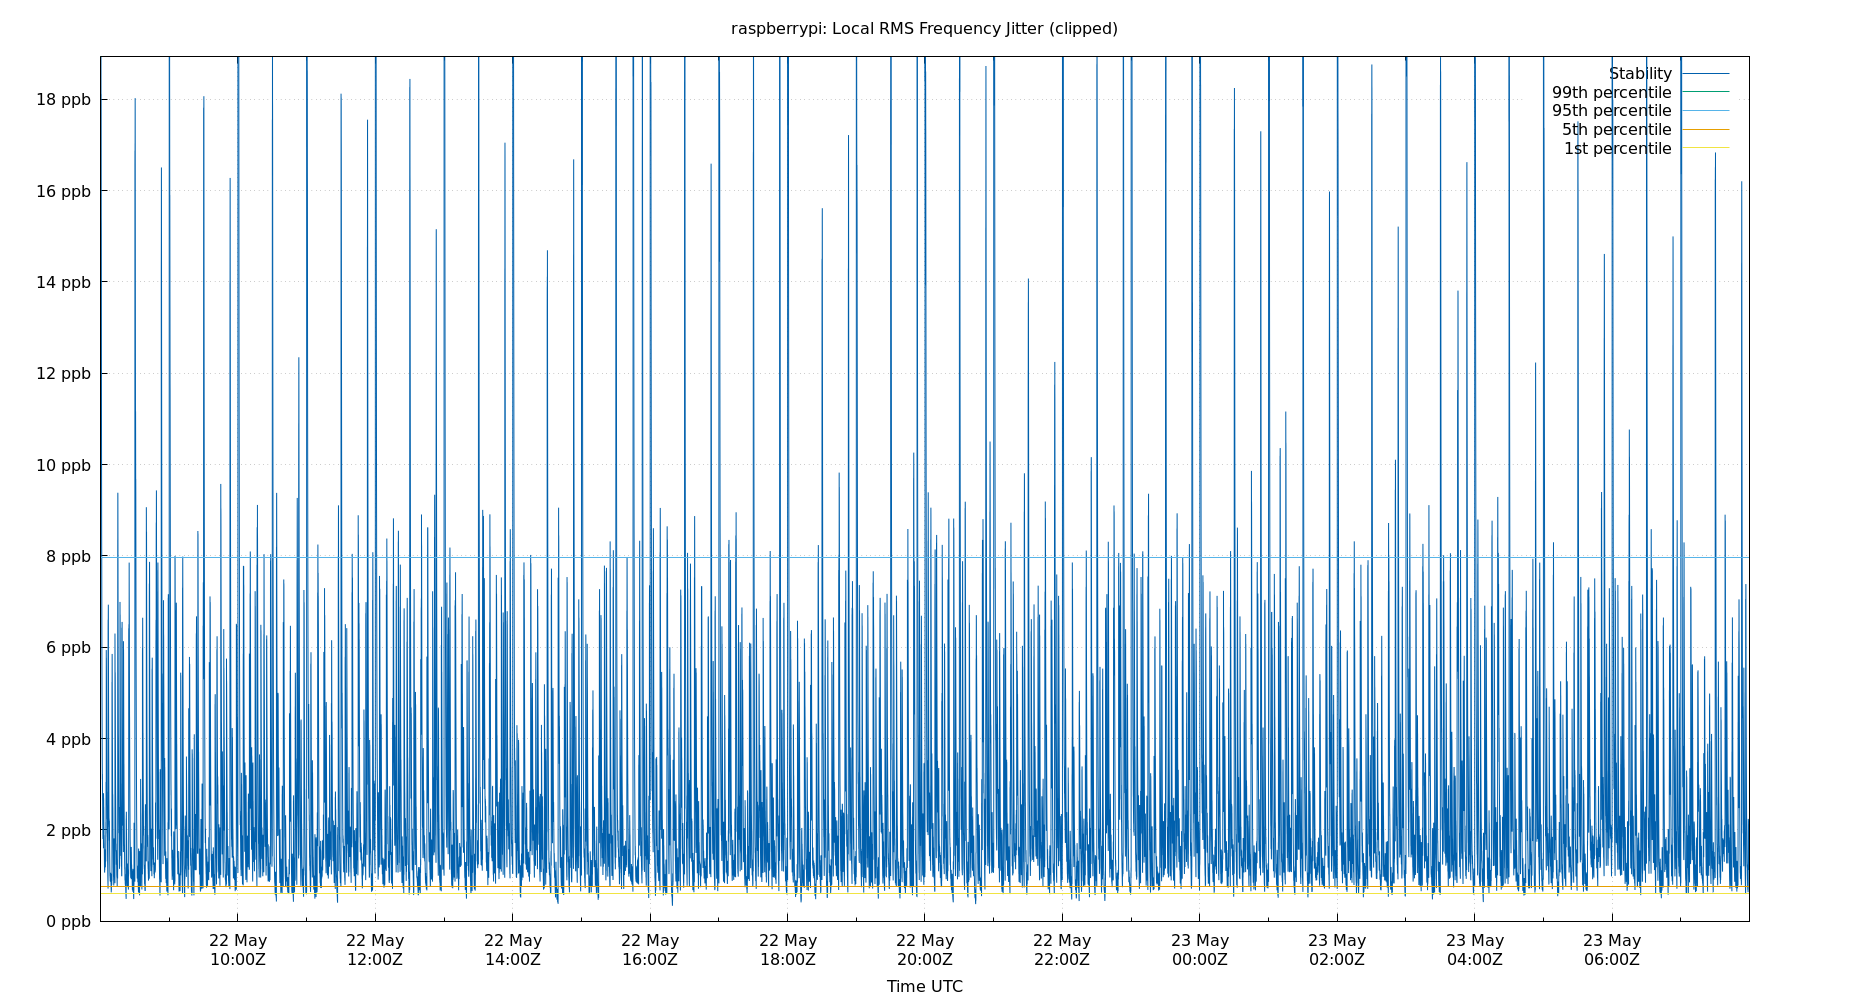 raspberrypi: Local RMS Frequency Jitter (clipped)
Stability
99th percentile
95th percentile
5th percentile
1st percentile
18 ppb
16 ppb
14 ppb
12 ppb
10 ppb
8 ppb
6 ppb
4 ppb
2 ppb
0 ppb
22 May 22 May 22 May 22 May 22 May 22 May 22 May 23 May 23 May 23 May 23 May
10:00Z 12:00Z 14:00Z 16:00Z 18:00Z 20:00Z 22:00Z 00:00Z 02:00Z 04:00Z 06:00Z
Time UTC